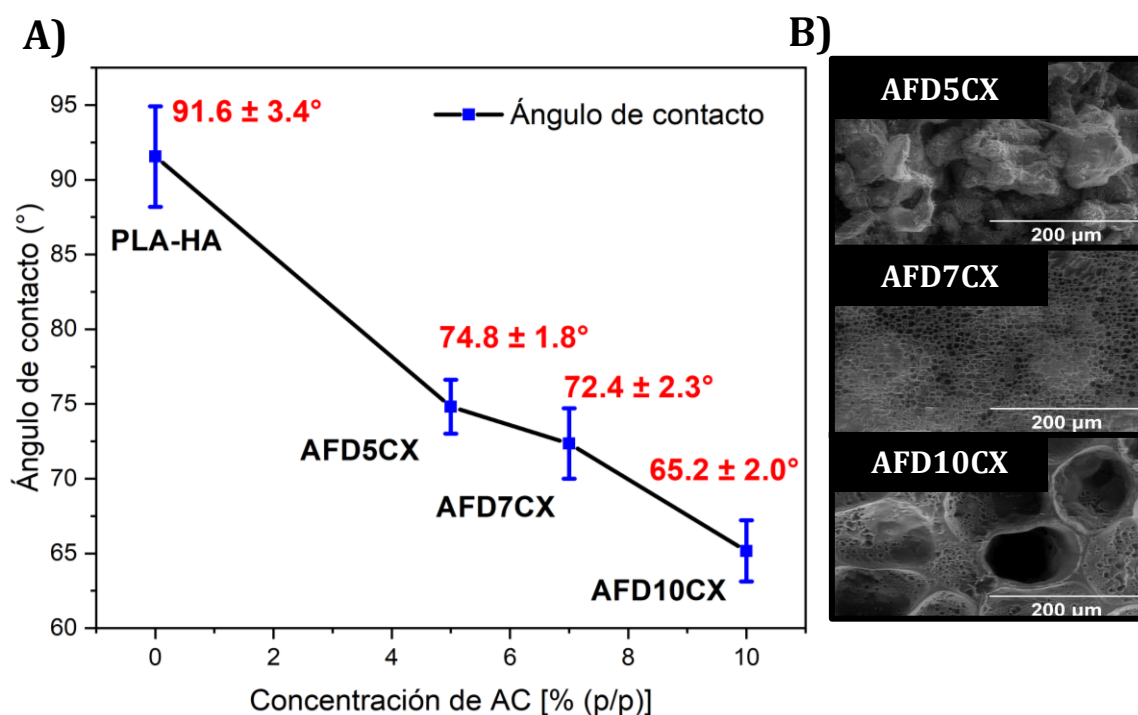 A)
Ángulo de contacto (°)
95
90
85
80
75
70
65
60
91.6 ± 3.4°
Ángulo de contacto
PLA-HA
74.8 ± 1.8°
72.4 ± 2.3°
AFD5CX
65.2 ± 2.0°
AFD7CX
AFD10CX
0
2
4
6
8
10
Concentración de AC [% (p/p)]
B)
AFD5CX
200 µm
AFD7CX
200 µm
AFD10CX
200 µm